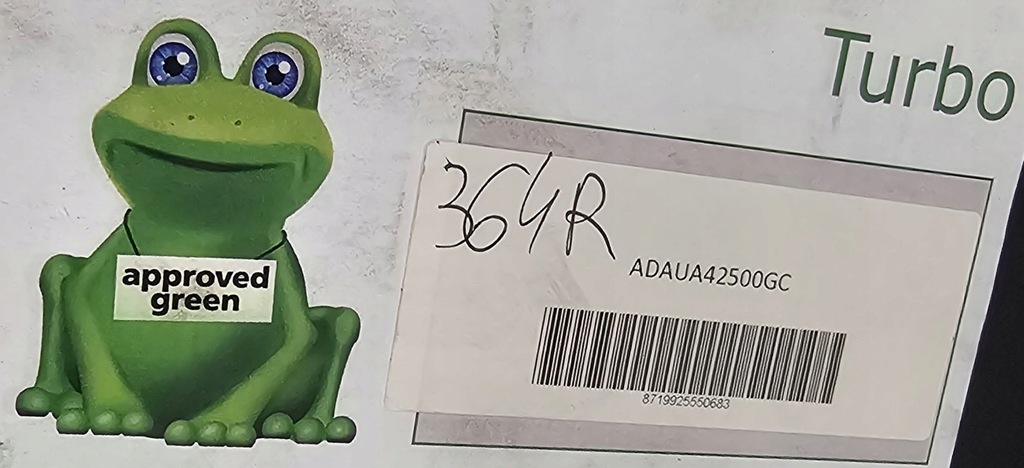 Turbo
364R
ADAUA42500GC
8719925550683
approved
green